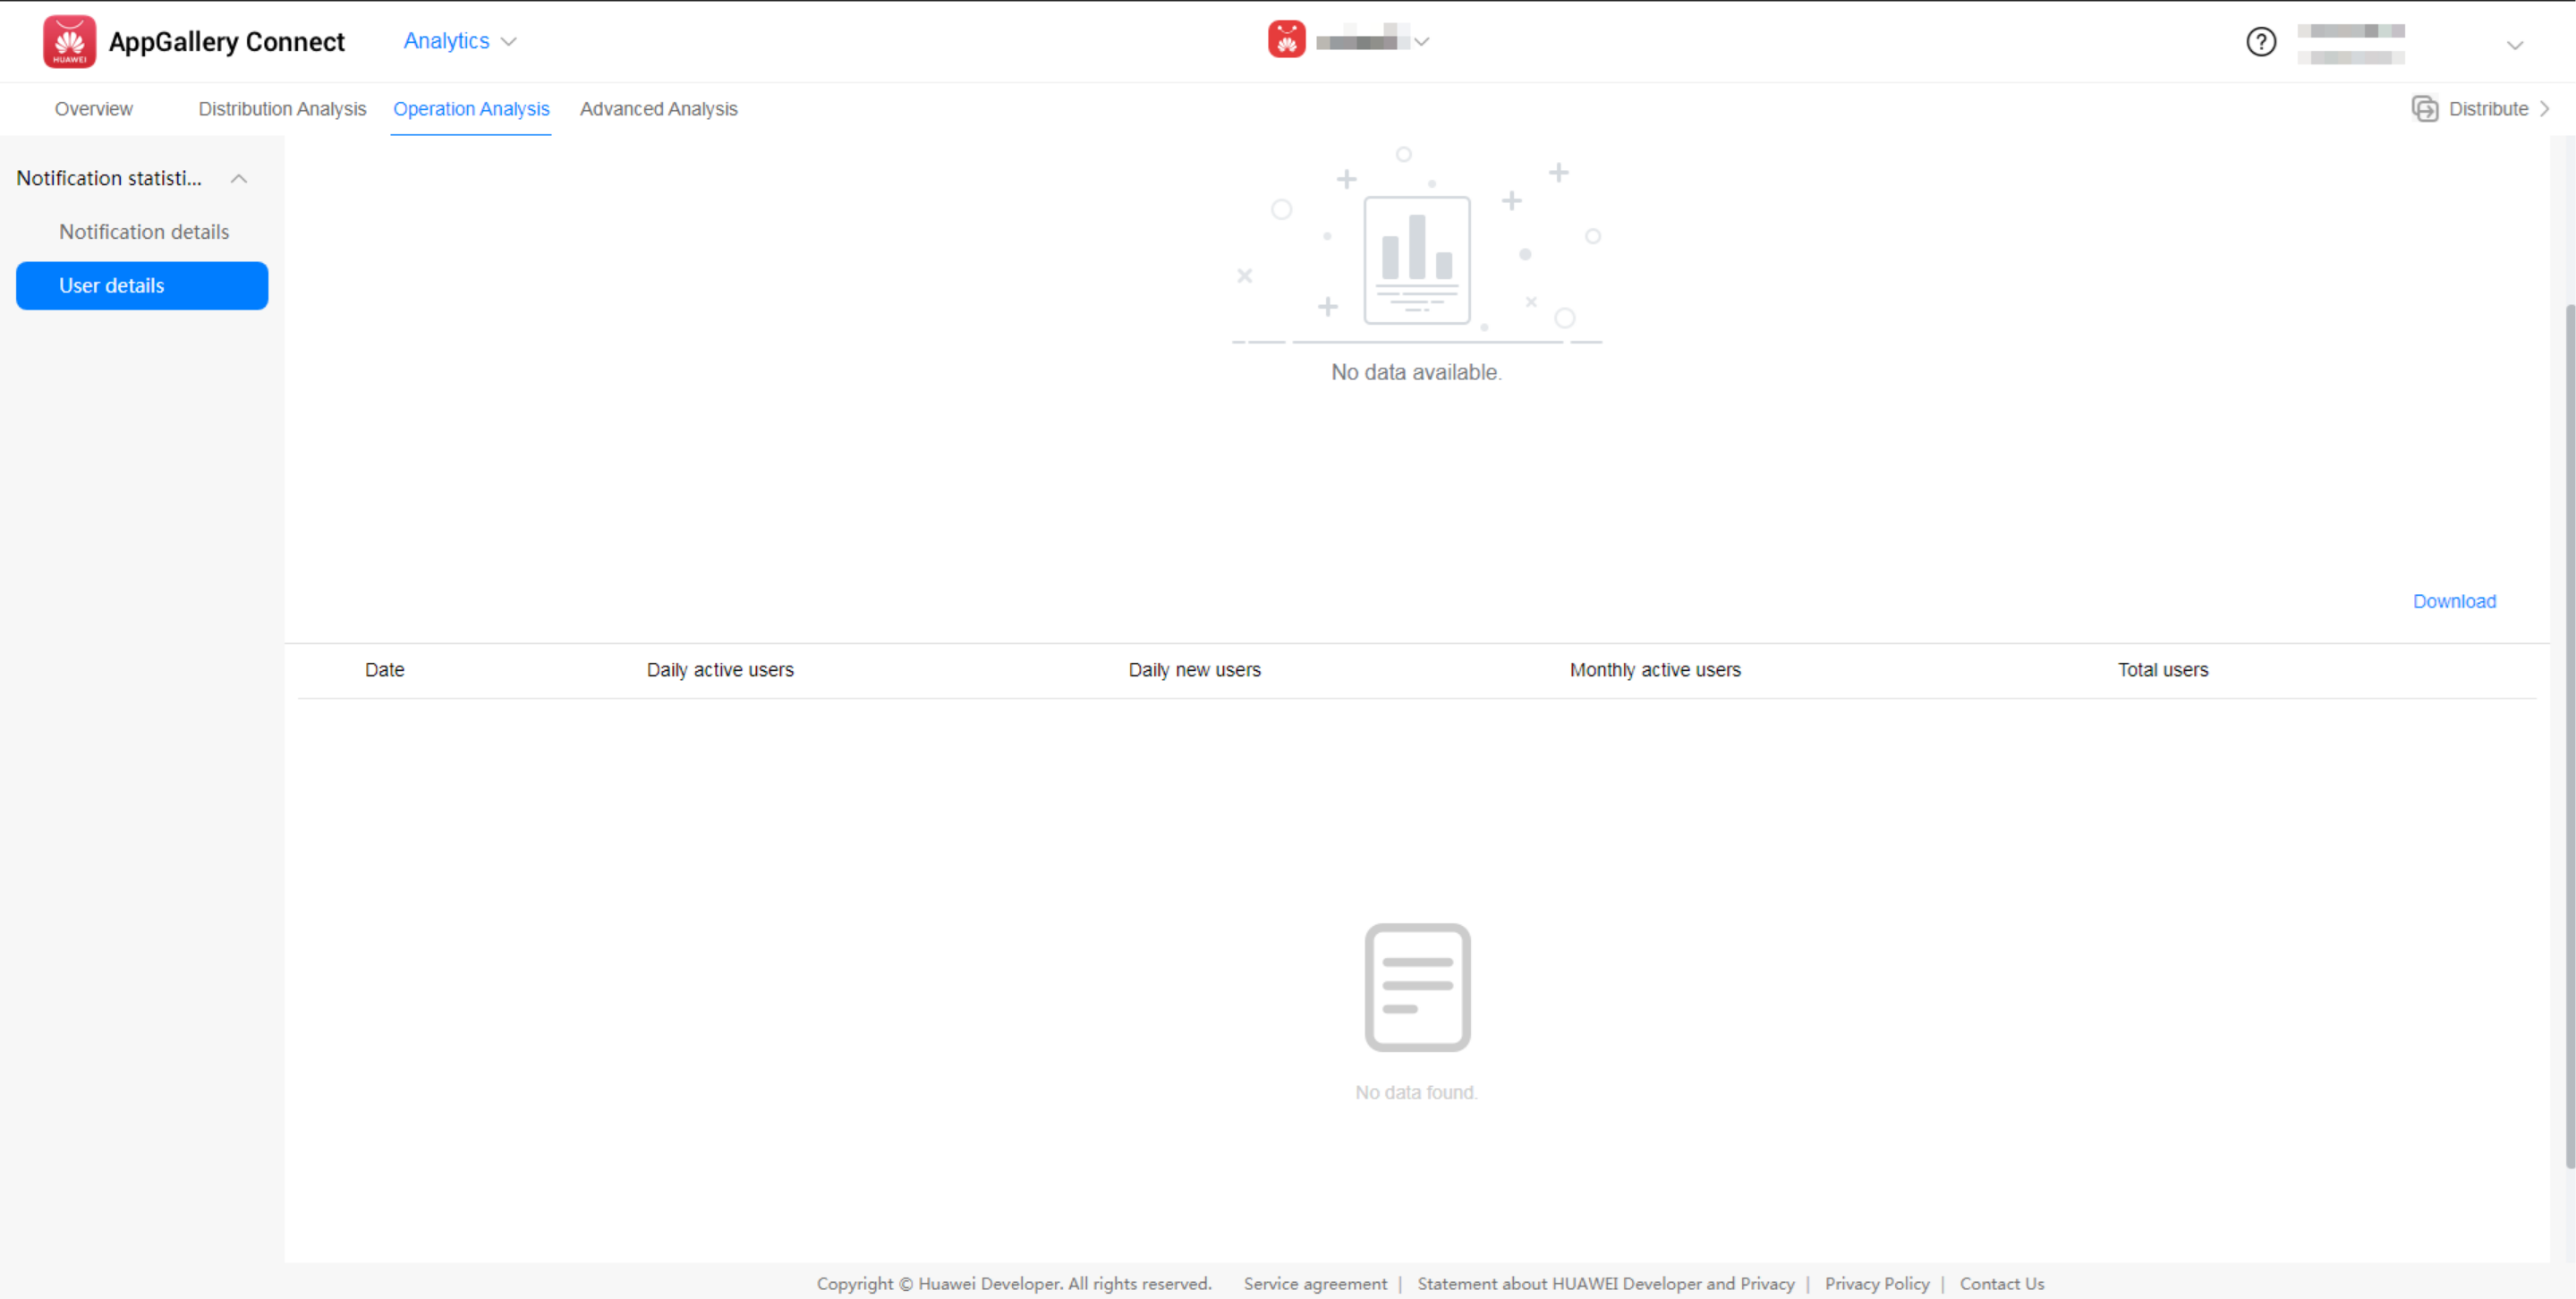 HUAWEI
AppGallery Connect
Analytics
?
Overview
Distribution Analysis
Operation Analysis
Advanced Analysis
Distribute
Notification statisti...
Notification details
User details
No data available.
Download
Date
Daily active users
Daily new users
Monthly active users
Total users
No data found.
Copyright © Huawei Developer. All rights reserved. Service agreement | Statement about HUAWEI Developer and Privacy | Privacy Policy | Contact Us